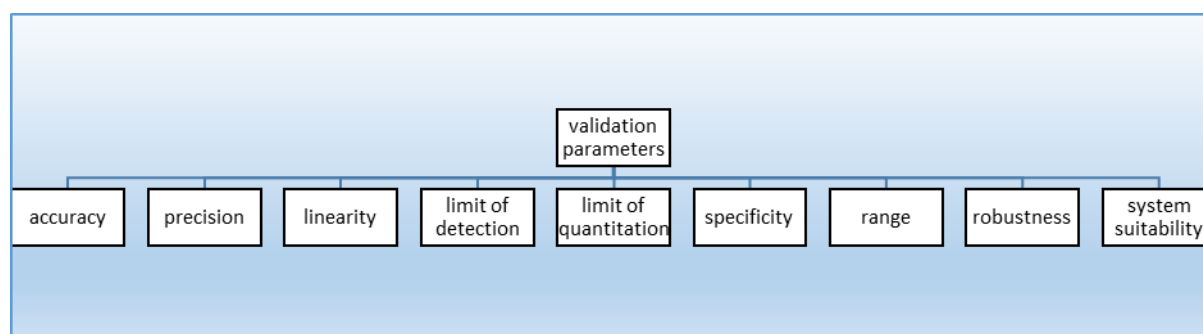 validation
parameters
accuracy
precision
linearity
limit of
detection
limit of
quantitation
specificity
range
robustness
system
suitability